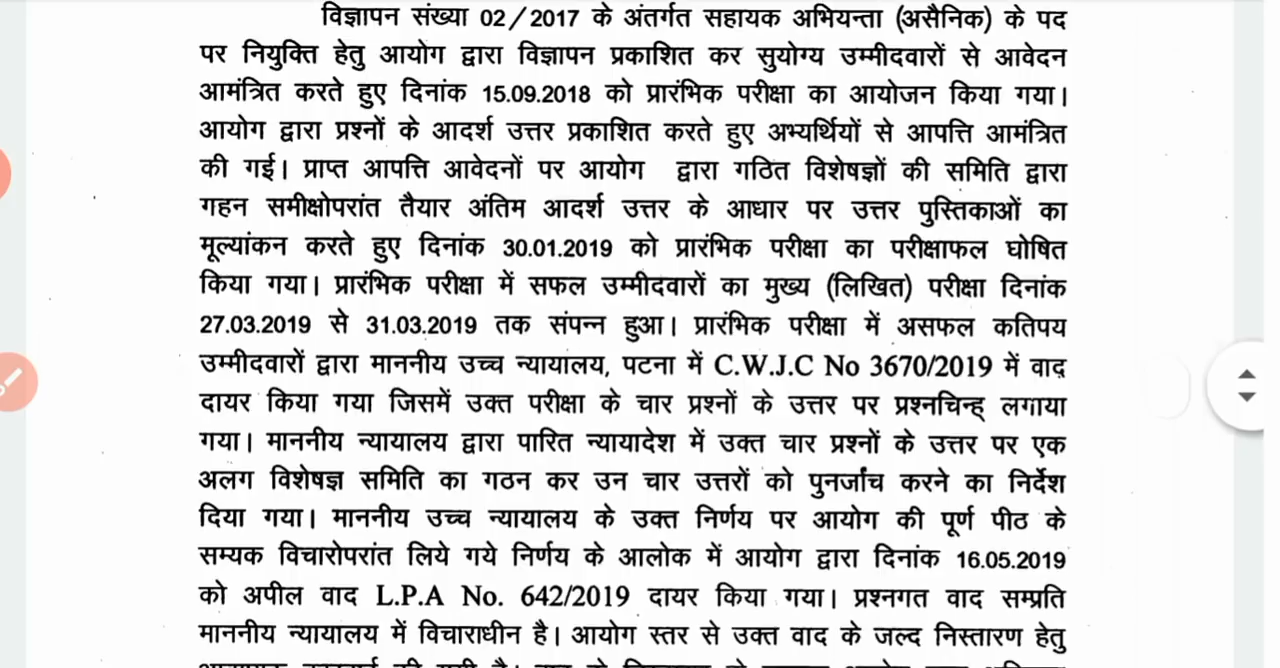 विज्ञापन संख्या 02/2017 के अंतर्गत सहायक अभियन्ता (असैनिक) के पद
पर नियुक्ति हेतु आयोग द्वारा विज्ञापन प्रकाशित कर सुयोग्य उम्मीदवारों से आवेदन
आमंत्रित करते हुए दिनांक 15.09.2018 को प्रारंभिक परीक्षा का आयोजन किया गया।
आयोग द्वारा प्रश्नों के आदर्श उत्तर प्रकाशित करते हुए अभ्यर्थियों से आपत्ति आमंत्रित
की गई। प्राप्त आपत्ति आवेदनों पर आयोग द्वारा गठित विशेषज्ञों की समिति द्वारा
गहन समीक्षोपरांत तैयार अंतिम आदर्श उत्तर के आधार पर उत्तर पुस्तिकाओं का
मूल्यांकन करते हुए दिनांक 30.01.2019 को प्रारंभिक परीक्षा का परीक्षाफल घोषित
किया गया। प्रारंभिक परीक्षा में सफल उम्मीदवारों का मुख्य (लिखित) परीक्षा दिनांक
27.03.2019 से 31.03.2019 तक संपन्न हुआ। प्रारंभिक परीक्षा में असफल कतिपय
उम्मीदवारों द्वारा माननीय उच्च न्यायालय, पटना में C.W.J.C No 3670/2019 में वाद
दायर किया गया जिसमें उक्त परीक्षा के चार प्रश्नों के उत्तर पर प्रश्नचिन्ह् लगाया
गया। माननीय न्यायालय द्वारा पारित न्यायादेश में उक्त चार प्रश्नों के उत्तर पर एक
अलग विशेषज्ञ समिति का गठन कर उन चार उत्तरों को पुनर्जांच करने का निर्देश
दिया गया। माननीय उच्च न्यायालय के उक्त निर्णय पर आयोग की पूर्ण पीठ के
सम्यक विचारोपरांत लिये गये निर्णय के आलोक में आयोग द्वारा दिनांक 16.05.2019
को अपील वाद L.P.A No. 642/2019 दायर किया गया। प्रश्नगत वाद सम्प्रति
माननीय न्यायालय में विचाराधीन है। आयोग स्तर से उक्त वाद के जल्द निस्तारण हेतु